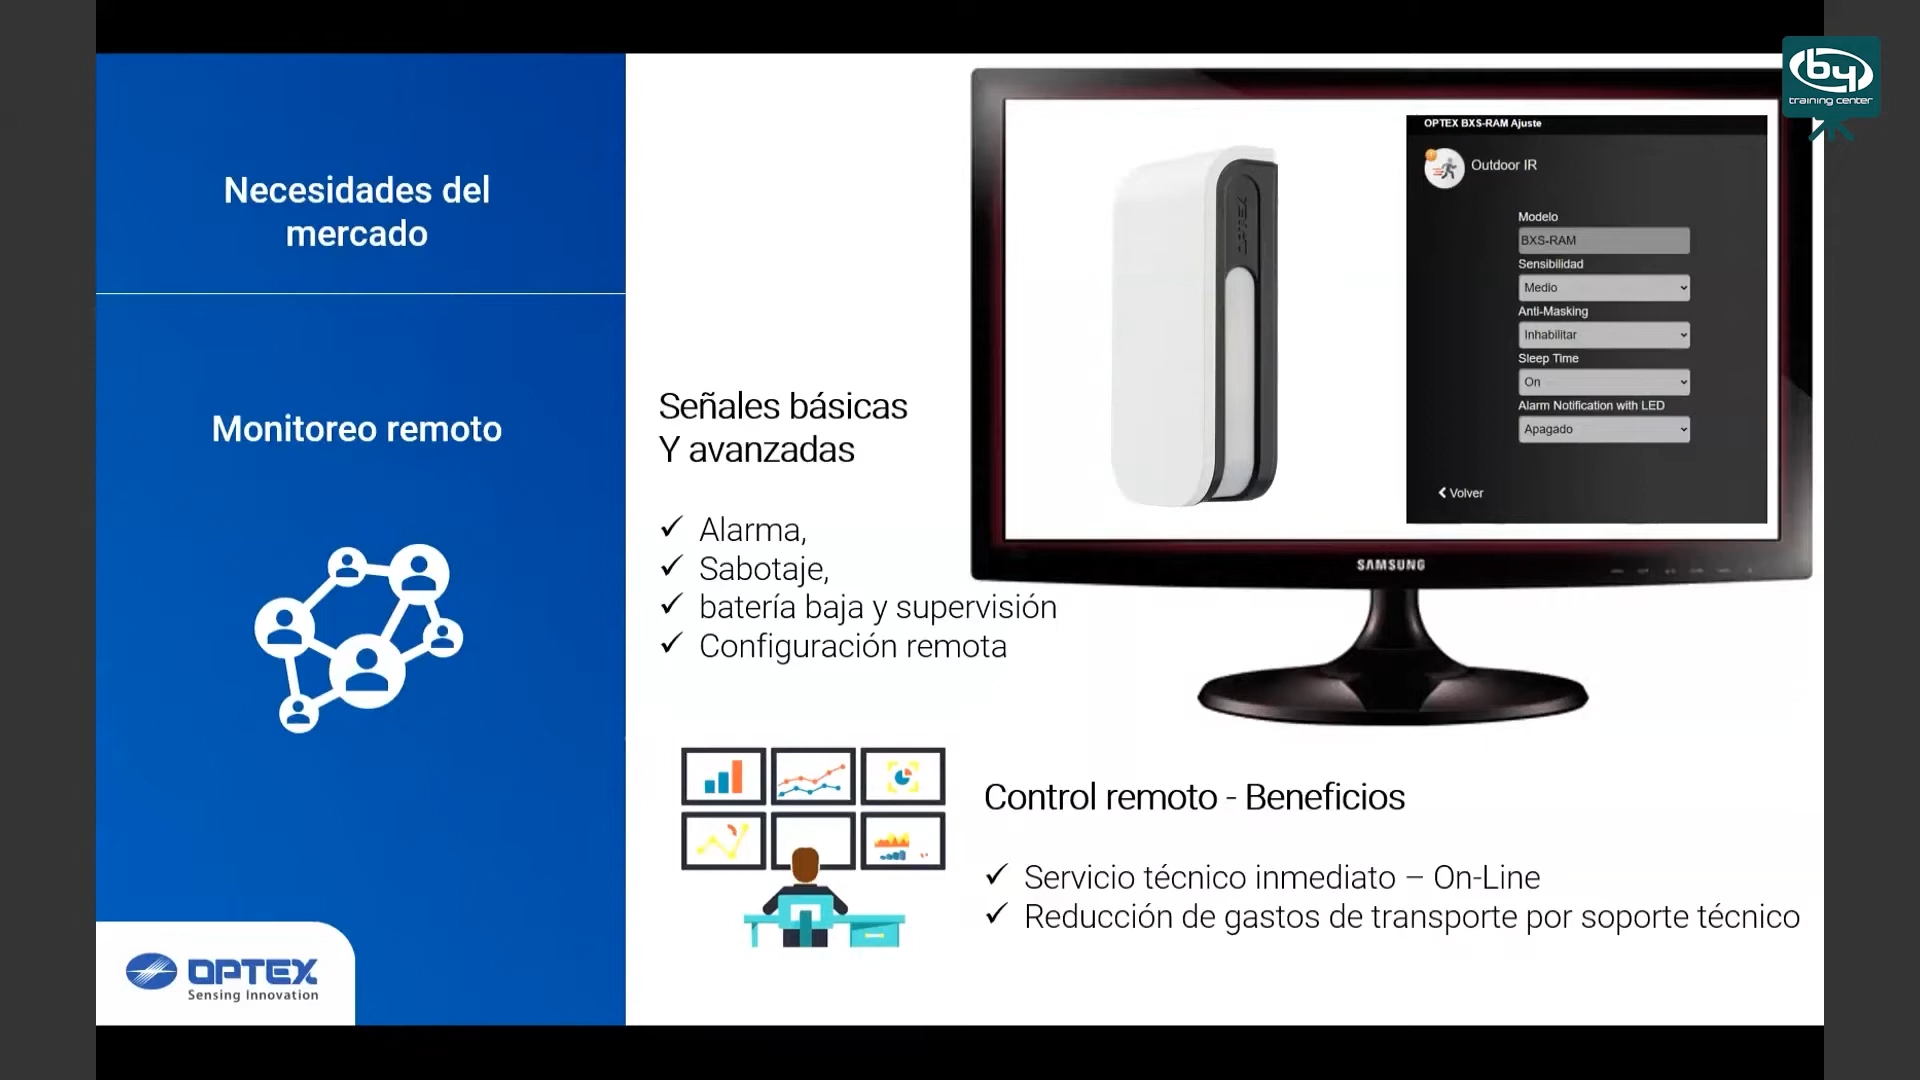 by
training center
Necesidades del
mercado
Monitoreo remoto
OPTEX
Sensing Innovation
Señales básicas
Y avanzadas
✓ Alarma,
✓ Sabotaje,
✓ batería baja y supervisión
✓ Configuración remota
OPTEX
OPTEX BXS-RAM Ajuste
Outdoor IR
Modelo
BXS-RAM
Sensibilidad
Medio
Anti-Masking
Inhabilitar
Sleep Time
On
Alarm Notification with LED
Apagado
Volver
SAMSUNG
Control remoto - Beneficios
✓ Servicio técnico inmediato – On-Line
✓ Reducción de gastos de transporte por soporte técnico